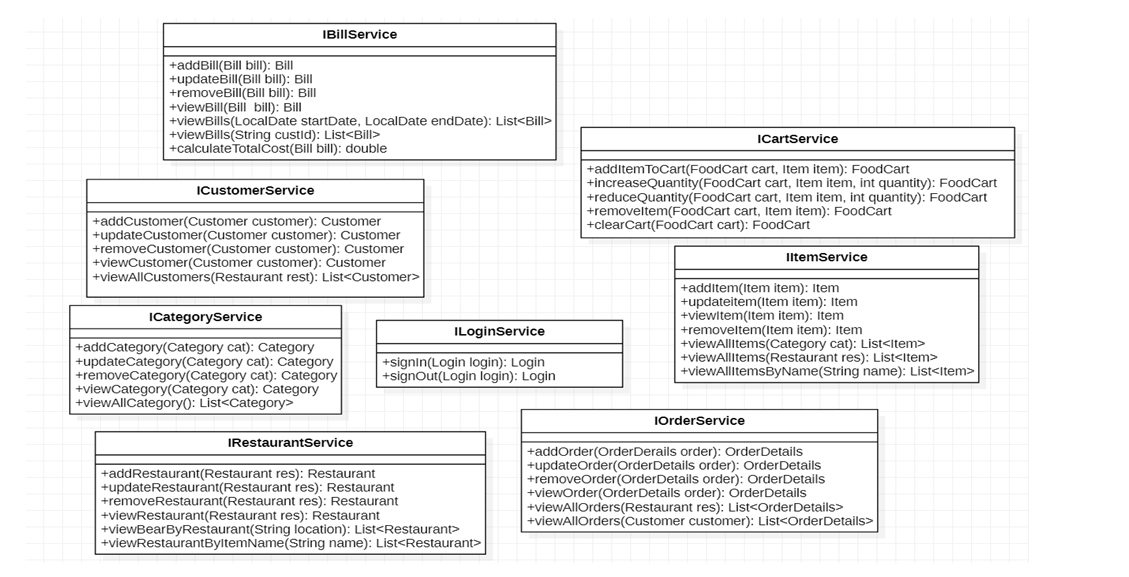 IBillService
+addBill(Bill bill): Bill
+updateBill(Bill bill): Bill
+removeBill(Bill bill): Bill
+viewBill(Bill  bill): Bill
+viewBills(LocalDate startDate, LocalDate endDate): List<Bill>
+viewBills(String custId): List<Bill>
+calculateTotalCost(Bill bill): double
ICartService
+addItemToCart(FoodCart cart, Item item): FoodCart
+increaseQuantity(FoodCart cart, Item item, int quantity): FoodCart
+reduceQuantity(FoodCart cart, Item item, int quantity): FoodCart
+removeItem(FoodCart cart, Item item): FoodCart
+clearCart(FoodCart cart): FoodCart
ICustomerService
+addCustomer(Customer customer): Customer
+updateCustomer(Customer customer): Customer
+removeCustomer(Customer customer): Customer
+viewCustomer(Customer customer): Customer
+viewAllCustomers(Restaurant rest): List<Customer>
IItemService
+addItem(Item item): Item
+updateitem(Item item): Item
+viewItem(Item item): Item
+removeItem(Item item): Item
+viewAllItems(Category cat): List<Item>
+viewAllItems(Restaurant res): List<Item>
+viewAllItemsByName(String name): List<Item>
ICategoryService
+addCategory(Category cat): Category
+updateCategory(Category cat): Category
+removeCategory(Category cat): Category
+viewCategory(Category cat): Category
+viewAllCategory(): List<Category>
ILoginService
+signIn(Login login): Login
+signOut(Login login): Login
IOrderService
+addOrder(OrderDerails order): OrderDetails
+updateOrder(OrderDetails order): OrderDetails
+removeOrder(OrderDetails order): OrderDetails
+viewOrder(OrderDetails order): OrderDetails
+viewAllOrders(Restaurant res): List<OrderDetails>
+viewAllOrders(Customer customer): List<OrderDetails>
IRestaurantService
+addRestaurant(Restaurant res): Restaurant
+updateRestaurant(Restaurant res): Restaurant
+removeRestaurant(Restaurant res): Restaurant
+viewRestaurant(Restaurant res): Restaurant
+viewBearByRestaurant(String location): List<Restaurant>
+viewRestaurantByItemName(String name): List<Restaurant>